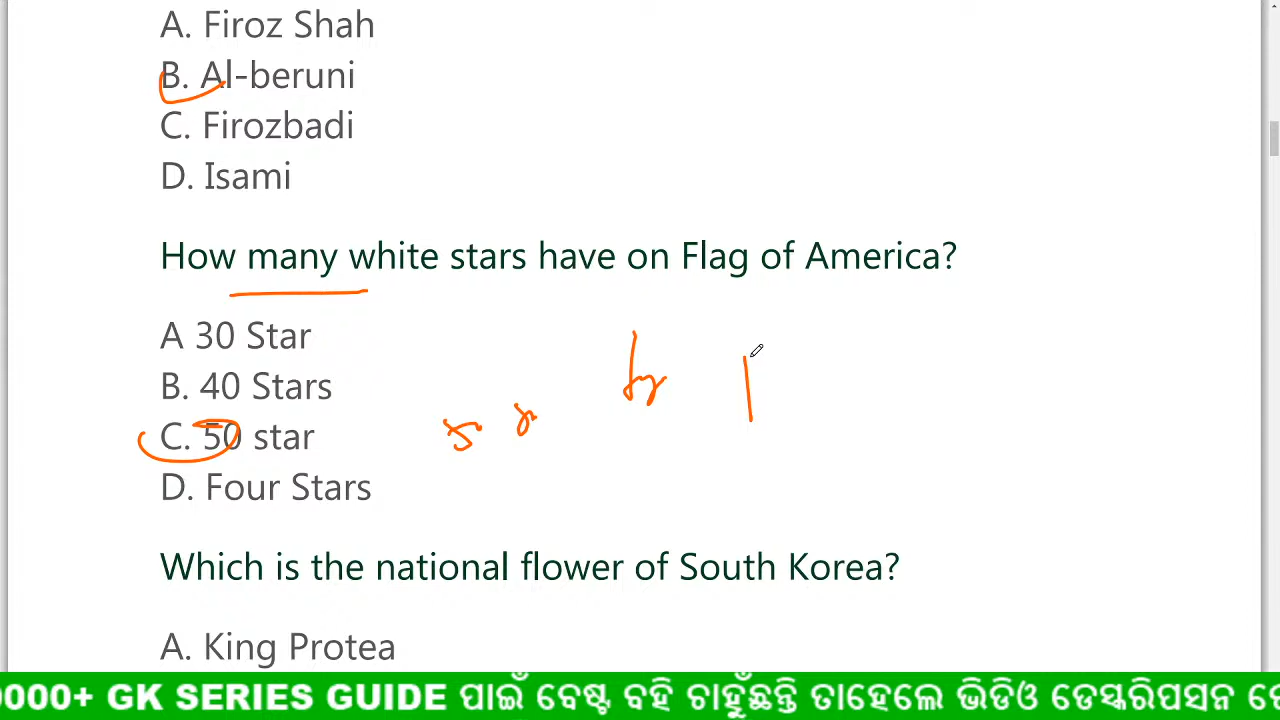 A. Firoz Shah
B. Al-beruni
C. Firozbadi
D. Isami
How many white stars have on Flag of America?
A 30 Star
B. 40 Stars
C. 50 star
D. Four Stars
Which is the national flower of South Korea?
A. King Protea
0000+ GK SERIES GUIDE ପାଇଁ ବେଷ୍ଟ ବହି ଚାହୁଁଛନ୍ତି ତାହେଲେ ଭିଡିଓ ଡେସ୍କରିପସନ